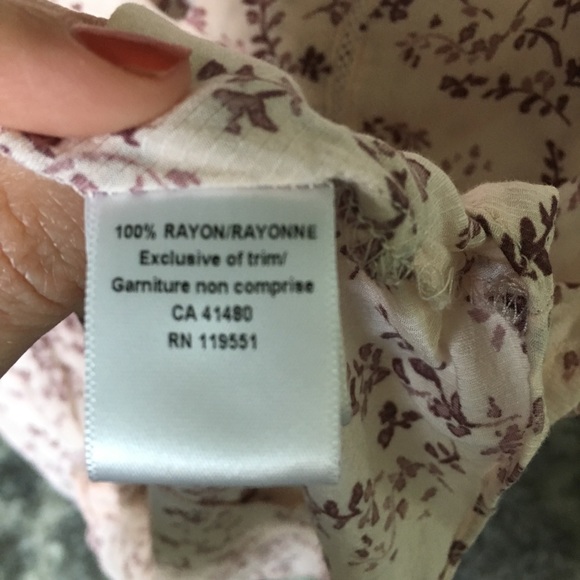 100% RAYON/RAYONNE
Exclusive of trim/
Garniture non comprise
CA 41480
RN 119551